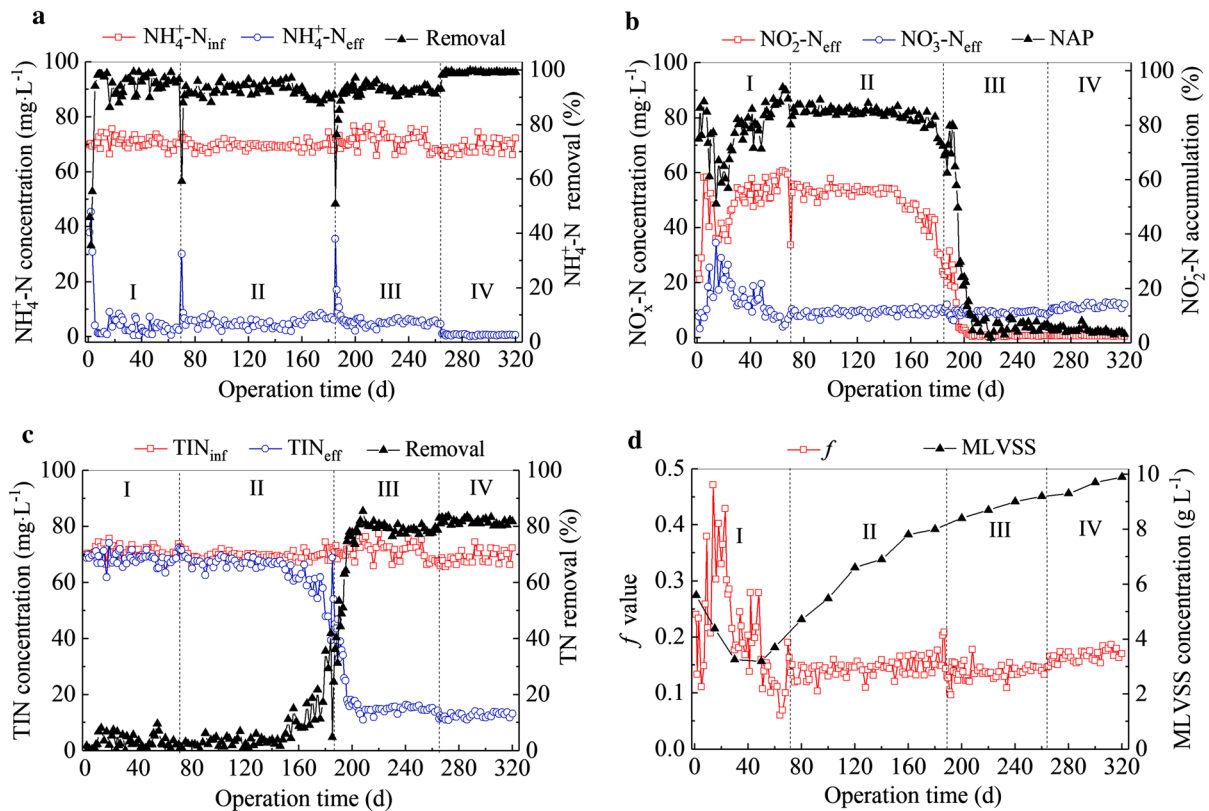 a
NH₄⁺-N_inf NH₄⁺-N_eff Removal
NH₄⁺-N concentration (mg·L⁻¹)
100
80
60
40
20
0
I II III IV
100
80
60
40
20
0
NH₄⁺-N removal (%)
0 40 80 120 160 200 240 280 320
Operation time (d)
b
NO₂⁻-N_eff NO₃⁻-N_eff NAP
NOₓ⁻-N concentration (mg·L⁻¹)
100
80
60
40
20
0
I II III IV
100
80
60
40
20
0
NO₂⁻-N accumulation (%)
0 40 80 120 160 200 240 280 320
Operation time (d)
c
TIN_inf TIN_eff Removal
TIN concentration (mg·L⁻¹)
100
80
60
40
20
0
I II III IV
100
80
60
40
20
0
TN removal (%)
0 40 80 120 160 200 240 280 320
Operation time (d)
d
f MLVSS
f value
0.5
0.4
0.3
0.2
0.1
0.0
I II III IV
10
8
6
4
2
0
MLVSS concentration (g L⁻¹)
0 40 80 120 160 200 240 280 320
Operation time (d)